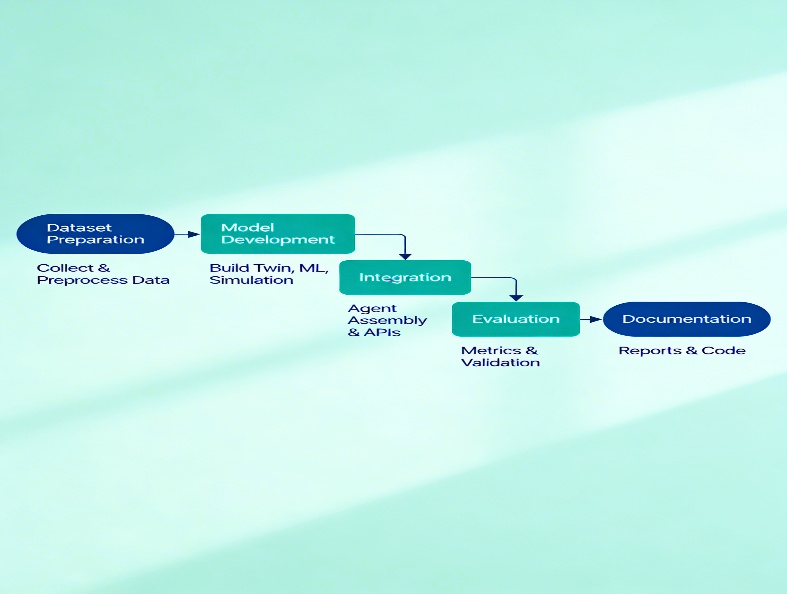 Dataset
Preparation
Collect &
Preprocess Data
Model
Development
Build Twin, ML,
Simulation
Integration
Agent
Assembly
& APIs
Evaluation
Metrics &
Validation
Documentation
Reports & Code